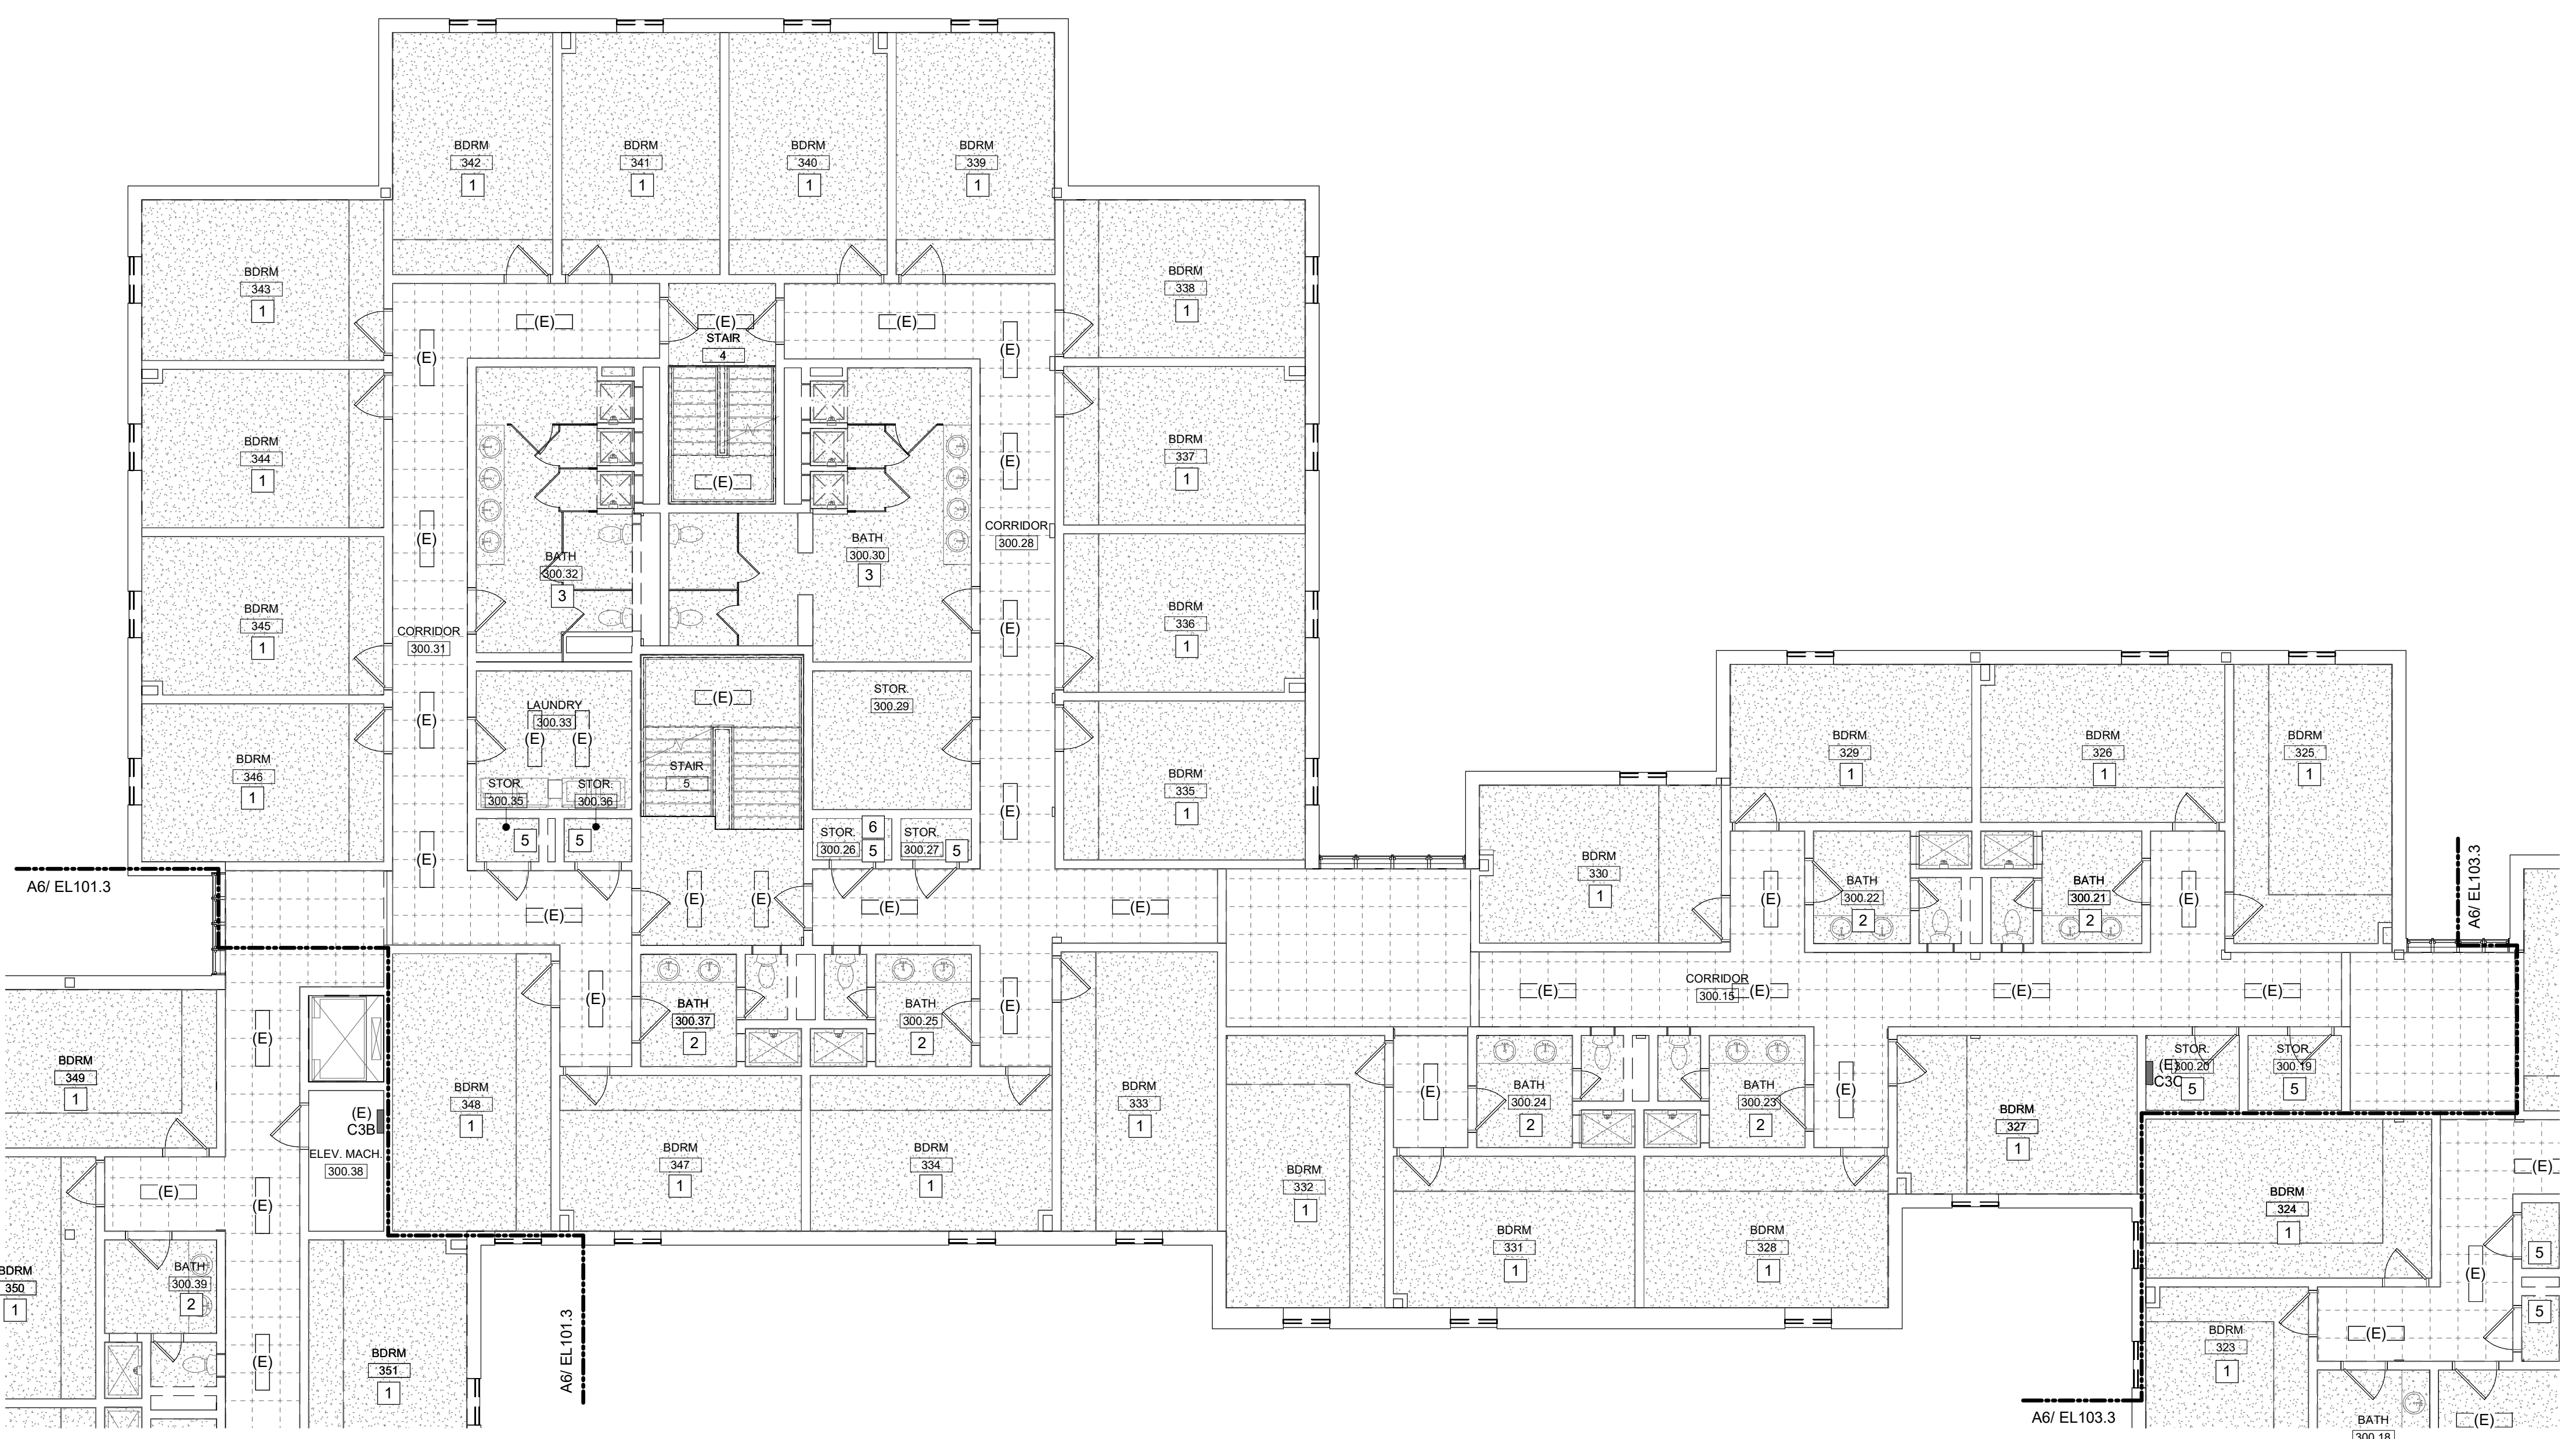 BDRM
342
1
BDRM
341
1
BDRM
340
1
BDRM
339
1
BDRM
343
1
BDRM
338
1
(E)
(E)
STAIR
4
(E)
(E)
(E)
BDRM
344
1
BDRM
337
1
(E)
(E)
(E)
CORRIDOR
300.28
BATH
300.32
3
BATH
300.30
3
BDRM
345
1
BDRM
336
1
CORRIDOR
300.31
(E)
(E)
(E)
LAUNDRY
300.33
(E)
(E)
STOR.
300.29
STAIR
5
STOR.
300.35
STOR.
300.36
5
5
BDRM
346
1
BDRM
335
1
(E)
STOR.
300.26
6
5
STOR.
300.27
5
(E)
BDRM
329
1
BDRM
326
1
BDRM
325
1
A6/ EL101.3
(E)
(E)
(E)
(E)
(E)
BDRM
330
1
(E)
BATH
300.22
2
BATH
300.21
2
(E)
A6/ EL103.3
(E)
BATH
300.37
2
BATH
300.25
2
(E)
(E)
CORRIDOR
300.15
(E)
(E)
(E)
(E)
BDRM
349
1
(E)
C3B
ELEV. MACH.
300.38
BDRM
348
1
BDRM
333
1
(E)
BATH
300.24
2
BATH
300.23
2
(E)
BDRM
327
1
STOR.
300.20
(E)
5
STOR.
300.19
5
BDRM
347
1
BDRM
334
1
BDRM
332
1
(E)
(E)
BDRM
331
1
BDRM
328
1
BDRM
324
1
(E)
(E)
5
5
BDRM
350
1
BATH
300.39
2
(E)
BDRM
351
1
A6/ EL101.3
BDRM
323
1
(E)
A6/ EL103.3
BATH
300.18
(E)